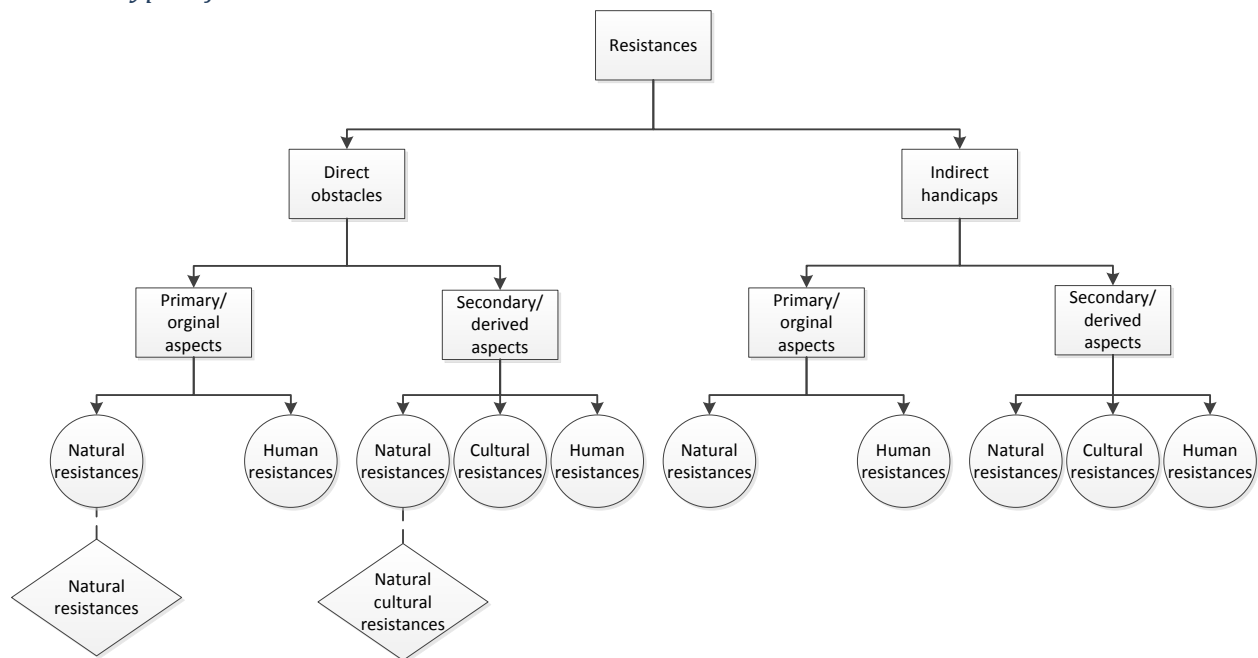 Resistances
Direct
obstacles
Indirect
handicaps
Primary/
orginal
aspects
Secondary/
derived
aspects
Primary/
orginal
aspects
Secondary/
derived
aspects
Natural
resistances
Human
resistances
Natural
resistances
Cultural
resistances
Human
resistances
Natural
resistances
Human
resistances
Natural
resistances
Cultural
resistances
Human
resistances
Natural
resistances
Natural
cultural
resistances